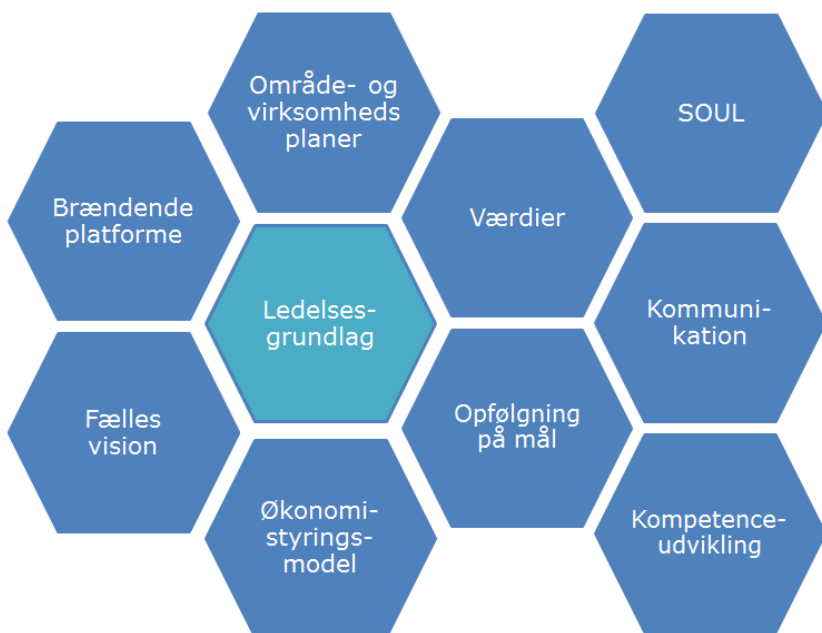 Område- og
virksomheds
planer
SOUL
Brændende
platforme
Værdier
Ledelses-
grundlag
Kommuni-
kation
Fælles
vision
Opfølgning
på mål
Økonomi-
styrings-
model
Kompetence-
udvikling